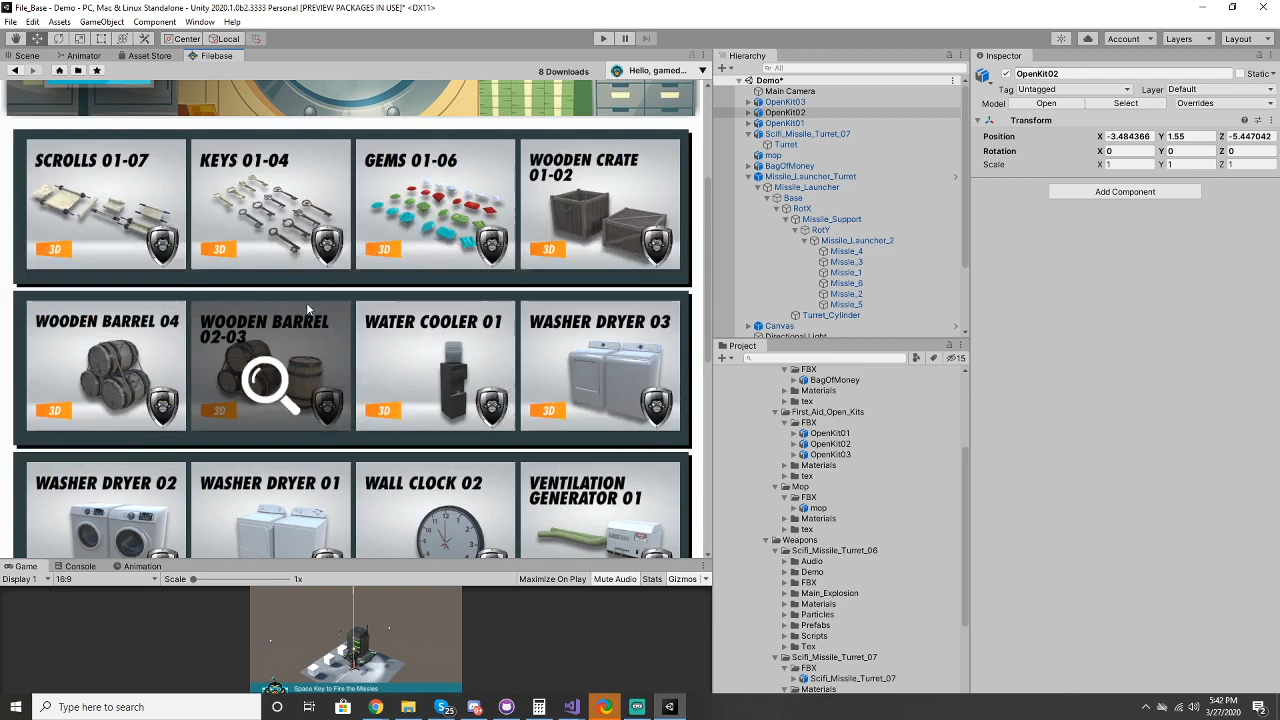 File_Base - Demo - PC, Mac & Linux Standalone - Unity 2020.1.0b2.3333 Personal [PREVIEW PACKAGES IN USE]* <DX11>
File Edit Assets GameObject Component Window Help
Center Local Account Layers Layout
Scene Animator Asset Store Filebase
8 Downloads Hello, gamed...
SCROLLS 01-07
3D
KEYS 01-04
3D
GEMS 01-06
3D
WOODEN CRATE
01-02
3D
WOODEN BARREL 04
3D
WOODEN BARREL
02-03
3D
WATER COOLER 01
3D
WASHER DRYER 03
3D
WASHER DRYER 02
WASHER DRYER 01
WALL CLOCK 02
VENTILATION
GENERATOR 01
Game Console Animation
Display 1 16:9 Scale 1x Maximize On Play Mute Audio Stats Gizmos
Space Key to Fire the Missles
Hierarchy
All
Demo*
Main Camera
OpenKit03
OpenKit02
OpenKit01
Scifi_Missile_Turret_07
Turret
mop
BagOfMoney
Missile_Launcher_Turret
Missile_Launcher
Base
RotX
Missile_Support
RotY
Missile_Launcher_2
Missle_4
Missle_3
Missle_1
Missle_6
Missle_2
Missle_5
Turret_Cylinder
Canvas
Directional Light
Project
15
FBX
BagOfMoney
Materials
tex
First_Aid_Open_Kits
FBX
OpenKit01
OpenKit02
OpenKit03
Materials
tex
Mop
FBX
mop
Materials
tex
Weapons
Scifi_Missile_Turret_06
Audio
Demo
FBX
Main_Explosion
Materials
Particles
Prefabs
Scripts
Tex
Scifi_Missile_Turret_07
FBX
Scifi_Missile_Turret_07
Materials
Inspector
OpenKit02 Static
Tag Untagged Layer Default
Model Open Select Overrides
Transform
Position X -3.484366 Y 1.55 Z -5.447042
Rotation X 0 Y 0 Z 0
Scale X 1 Y 1 Z 1
Add Component
Type here to search
25
5:42 PM
3/27/2020
2